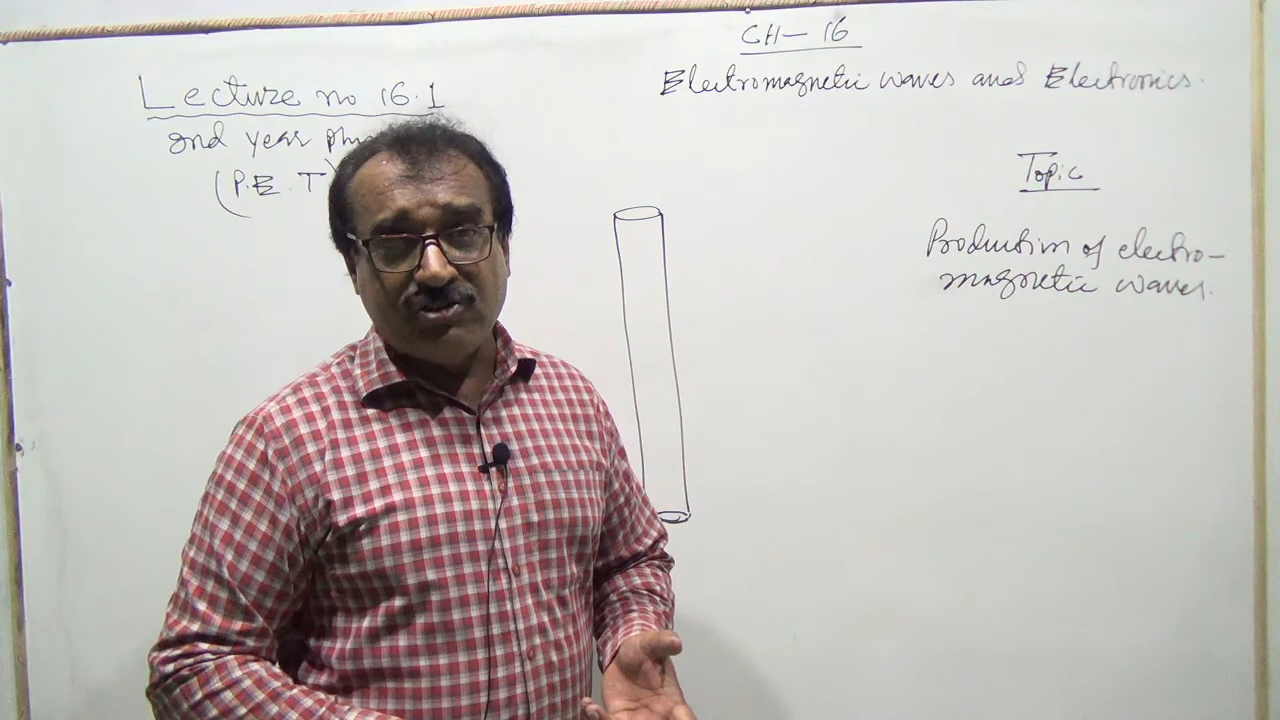 Lecture no 16.1
2nd year
(P.E.T
CH-16
Electromagnetic waves and Electronics.
Topic
Production of electro-
magnetic waves.